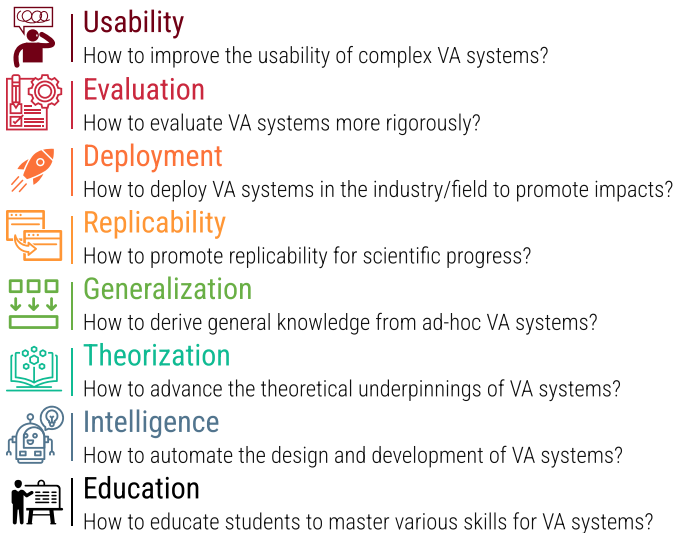 Usability
How to improve the usability of complex VA systems?
Evaluation
How to evaluate VA systems more rigorously?
Deployment
How to deploy VA systems in the industry/field to promote impacts?
Replicability
How to promote replicability for scientific progress?
Generalization
How to derive general knowledge from ad-hoc VA systems?
Theorization
How to advance the theoretical underpinnings of VA systems?
Intelligence
How to automate the design and development of VA systems?
Education
How to educate students to master various skills for VA systems?